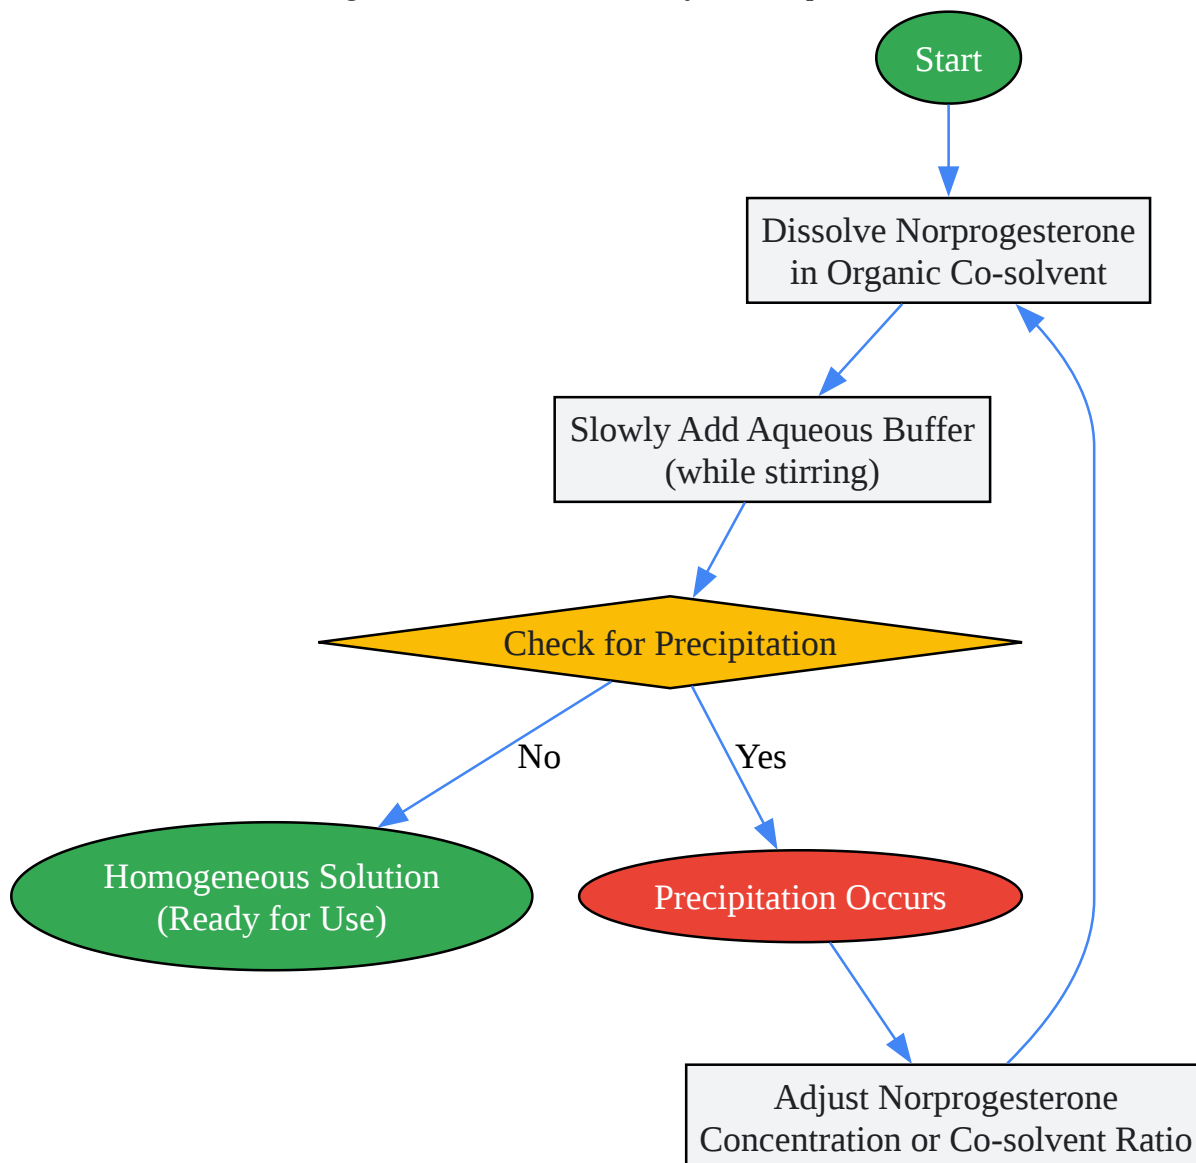 Start
Dissolve Norprogesterone
in Organic Co-solvent
Slowly Add Aqueous Buffer
(while stirring)
Check for Precipitation
No
Yes
Homogeneous Solution
(Ready for Use)
Precipitation Occurs
Adjust Norprogesterone
Concentration or Co-solvent Ratio